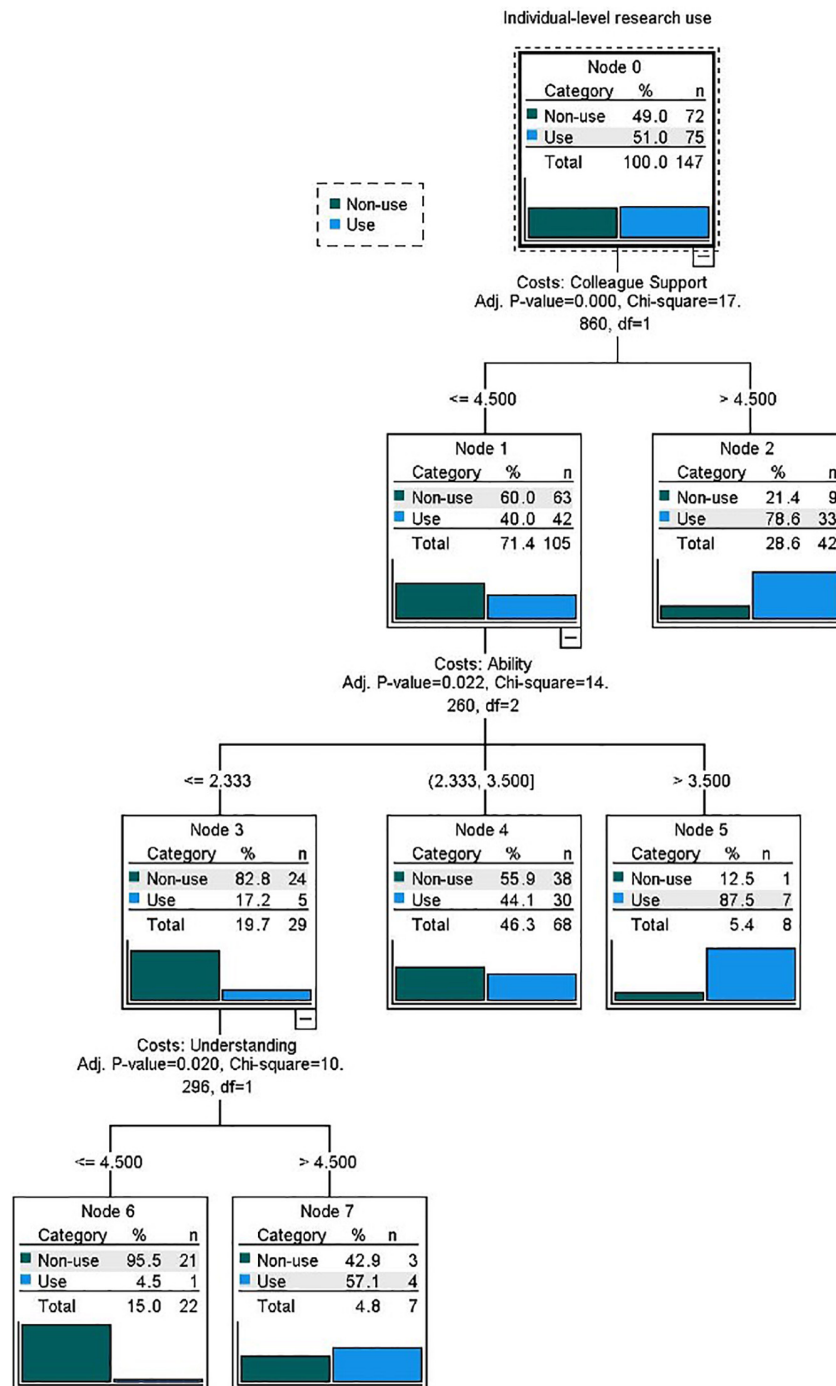 Individual-level research use
Node 0
Category % n
Non-use 49.0 72
Use 51.0 75
Total 100.0 147
Non-use
Use
Costs: Colleague Support
Adj. P-value=0.000, Chi-square=17.
860, df=1
<= 4.500
> 4.500
Node 1
Category % n
Non-use 60.0 63
Use 40.0 42
Total 71.4 105
Node 2
Category % n
Non-use 21.4 9
Use 78.6 33
Total 28.6 42
Costs: Ability
Adj. P-value=0.022, Chi-square=14.
260, df=2
<= 2.333
(2.333, 3.500]
> 3.500
Node 3
Category % n
Non-use 82.8 24
Use 17.2 5
Total 19.7 29
Node 4
Category % n
Non-use 55.9 38
Use 44.1 30
Total 46.3 68
Node 5
Category % n
Non-use 12.5 1
Use 87.5 7
Total 5.4 8
Costs: Understanding
Adj. P-value=0.020, Chi-square=10.
296, df=1
<= 4.500
> 4.500
Node 6
Category % n
Non-use 95.5 21
Use 4.5 1
Total 15.0 22
Node 7
Category % n
Non-use 42.9 3
Use 57.1 4
Total 4.8 7